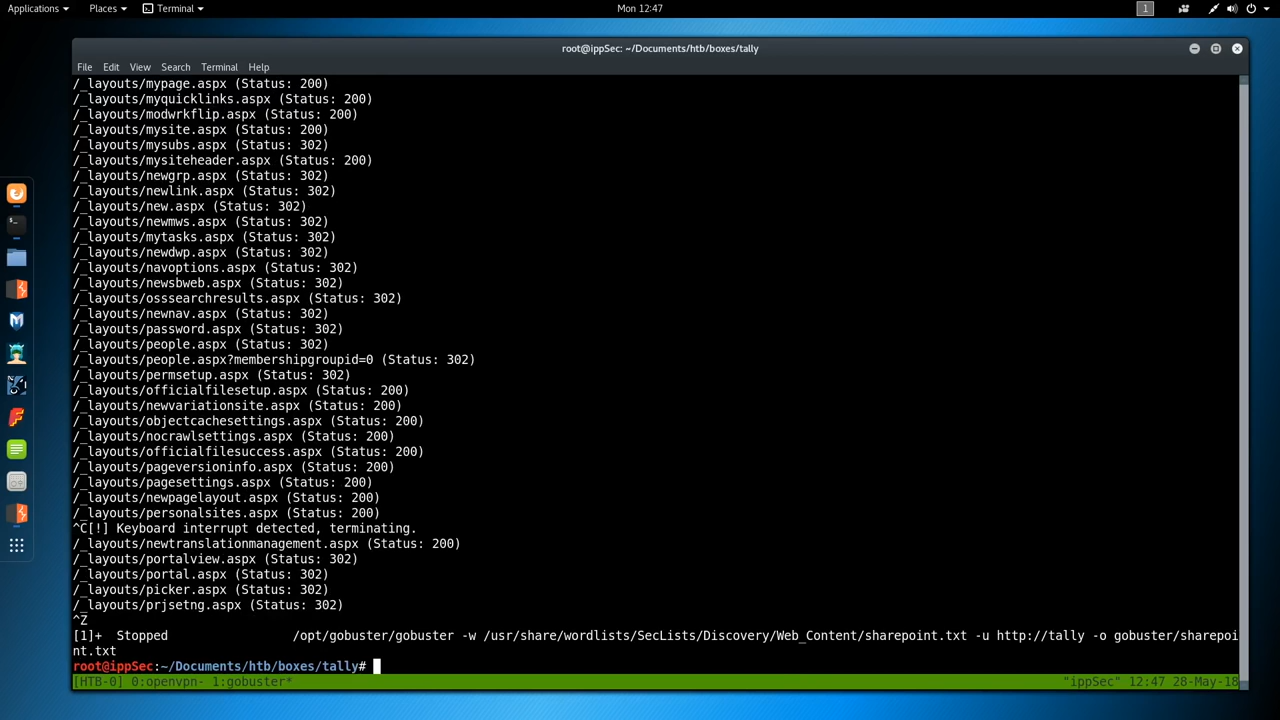 Applications Places Terminal Mon 12:47 1
root@ippSec: ~/Documents/htb/boxes/tally
File Edit View Search Terminal Help
/_layouts/mypage.aspx (Status: 200)
/_layouts/myquicklinks.aspx (Status: 200)
/_layouts/modwrkflip.aspx (Status: 200)
/_layouts/mysite.aspx (Status: 200)
/_layouts/mysubs.aspx (Status: 302)
/_layouts/mysiteheader.aspx (Status: 200)
/_layouts/newgrp.aspx (Status: 302)
/_layouts/newlink.aspx (Status: 302)
/_layouts/new.aspx (Status: 302)
/_layouts/newmws.aspx (Status: 302)
/_layouts/mytasks.aspx (Status: 302)
/_layouts/newdwp.aspx (Status: 302)
/_layouts/navoptions.aspx (Status: 302)
/_layouts/newsbweb.aspx (Status: 302)
/_layouts/osssearchresults.aspx (Status: 302)
/_layouts/newnav.aspx (Status: 302)
/_layouts/password.aspx (Status: 302)
/_layouts/people.aspx (Status: 302)
/_layouts/people.aspx?membershipgroupid=0 (Status: 302)
/_layouts/permsetup.aspx (Status: 302)
/_layouts/officialfilesetup.aspx (Status: 200)
/_layouts/newvariationsite.aspx (Status: 200)
/_layouts/objectcachesettings.aspx (Status: 200)
/_layouts/nocrawlsettings.aspx (Status: 200)
/_layouts/officialfilesuccess.aspx (Status: 200)
/_layouts/pageversioninfo.aspx (Status: 200)
/_layouts/pagesettings.aspx (Status: 200)
/_layouts/newpagelayout.aspx (Status: 200)
/_layouts/personalsites.aspx (Status: 200)
^C[!] Keyboard interrupt detected, terminating.
/_layouts/newtranslationmanagement.aspx (Status: 200)
/_layouts/portalview.aspx (Status: 302)
/_layouts/portal.aspx (Status: 302)
/_layouts/picker.aspx (Status: 302)
/_layouts/prjsetng.aspx (Status: 302)
^Z
[1]+ Stopped /opt/gobuster/gobuster -w /usr/share/wordlists/SecLists/Discovery/Web_Content/sharepoint.txt -u http://tally -o gobuster/sharepoi
nt.txt
root@ippSec:~/Documents/htb/boxes/tally#
[HTB-0] 0:openvpn- 1:gobuster* "ippSec" 12:47 28-May-18